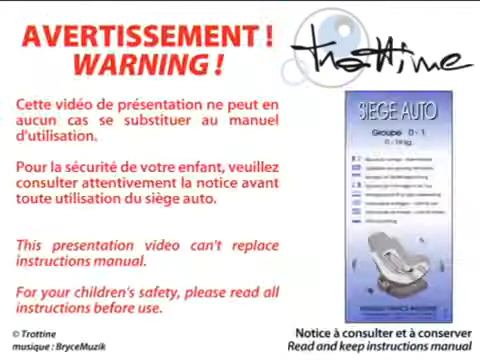 AVERTISSEMENT !
WARNING !
Trottine
Cette vidéo de présentation ne peut en
aucun cas se substituer au manuel
d'utilisation.
Pour la sécurité de votre enfant, veuillez
consulter attentivement la notice avant
toute utilisation du siège auto.
This presentation video can't replace
instructions manual.
For your children's safety, please read all
instructions before use.
© Trottine
musique : BryceMuzik
SIEGE AUTO
Groupe 0 - 1
Notice à consulter et à conserver
Read and keep instructions manual